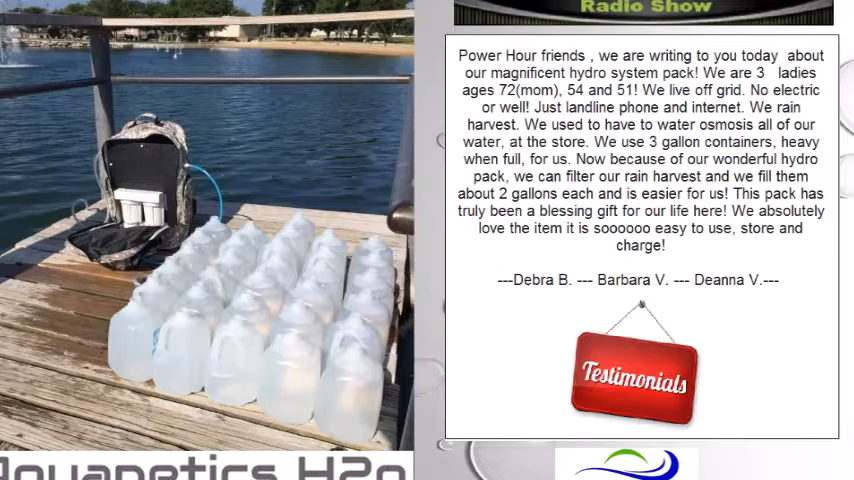 Radio Show
Power Hour friends , we are writing to you today about
our magnificent hydro system pack! We are 3 ladies
ages 72(mom), 54 and 51! We live off grid. No electric
or well! Just landline phone and internet. We rain
harvest. We used to have to water osmosis all of our
water, at the store. We use 3 gallon containers, heavy
when full, for us. Now because of our wonderful hydro
pack, we can filter our rain harvest and we fill them
about 2 gallons each and is easier for us! This pack has
truly been a blessing gift for our life here! We absolutely
love the item it is soooooo easy to use, store and
charge!
---Debra B. --- Barbara V. --- Deanna V.---
Testimonials
Aquapetics H2o